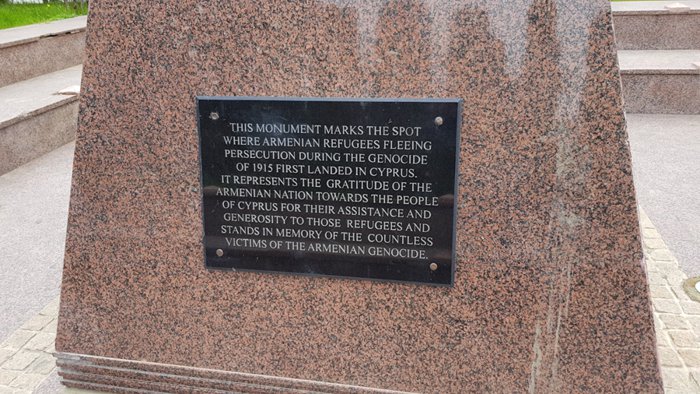 THIS MONUMENT MARKS THE SPOT
WHERE ARMENIAN REFUGEES FLEEING
PERSECUTION DURING THE GENOCIDE
OF 1915 FIRST LANDED IN CYPRUS.
IT REPRESENTS THE GRATITUDE OF THE
ARMENIAN NATION TOWARDS THE PEOPLE
OF CYPRUS FOR THEIR ASSISTANCE AND
GENEROSITY TO THOSE REFUGEES AND
STANDS IN MEMORY OF THE COUNTLESS
VICTIMS OF THE ARMENIAN GENOCIDE.